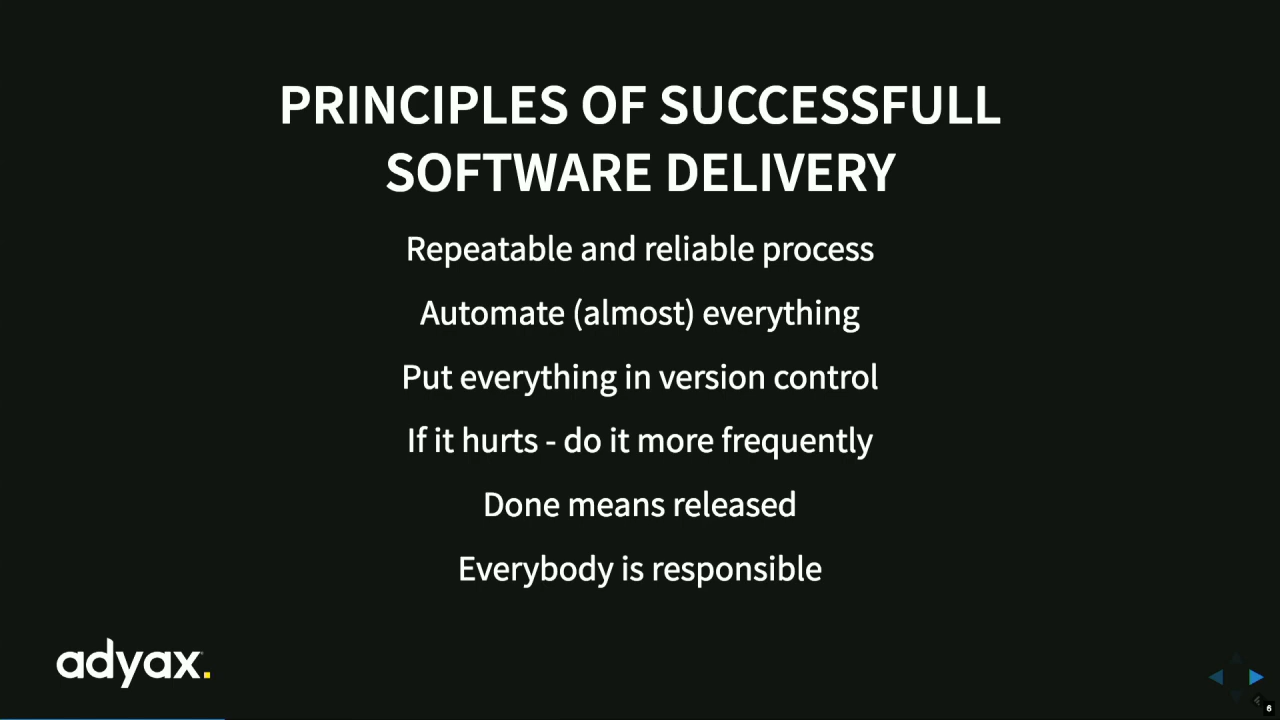 PRINCIPLES OF SUCCESSFULL
SOFTWARE DELIVERY
Repeatable and reliable process
Automate (almost) everything
Put everything in version control
If it hurts - do it more frequently
Done means released
Everybody is responsible
adyax.
6